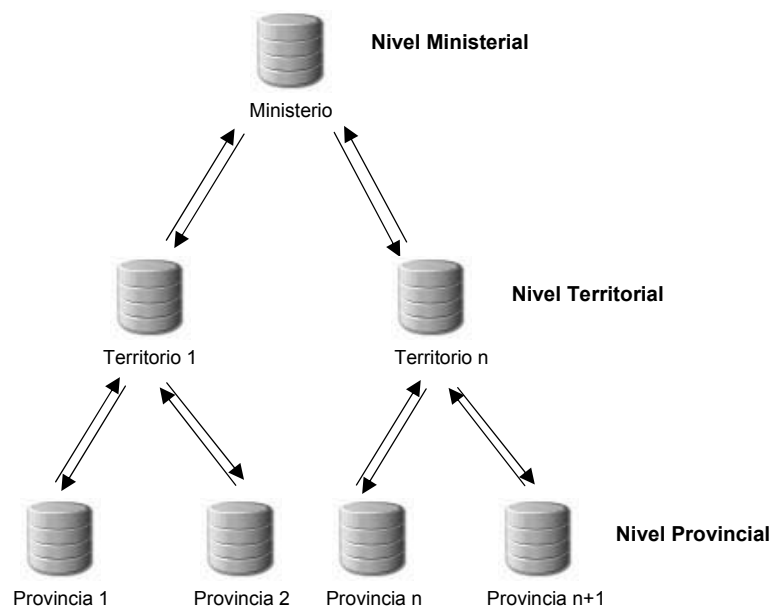 Nivel Ministerial
Ministerio
Nivel Territorial
Territorio 1
Territorio n
Nivel Provincial
Provincia 1
Provincia 2
Provincia n
Provincia n+1